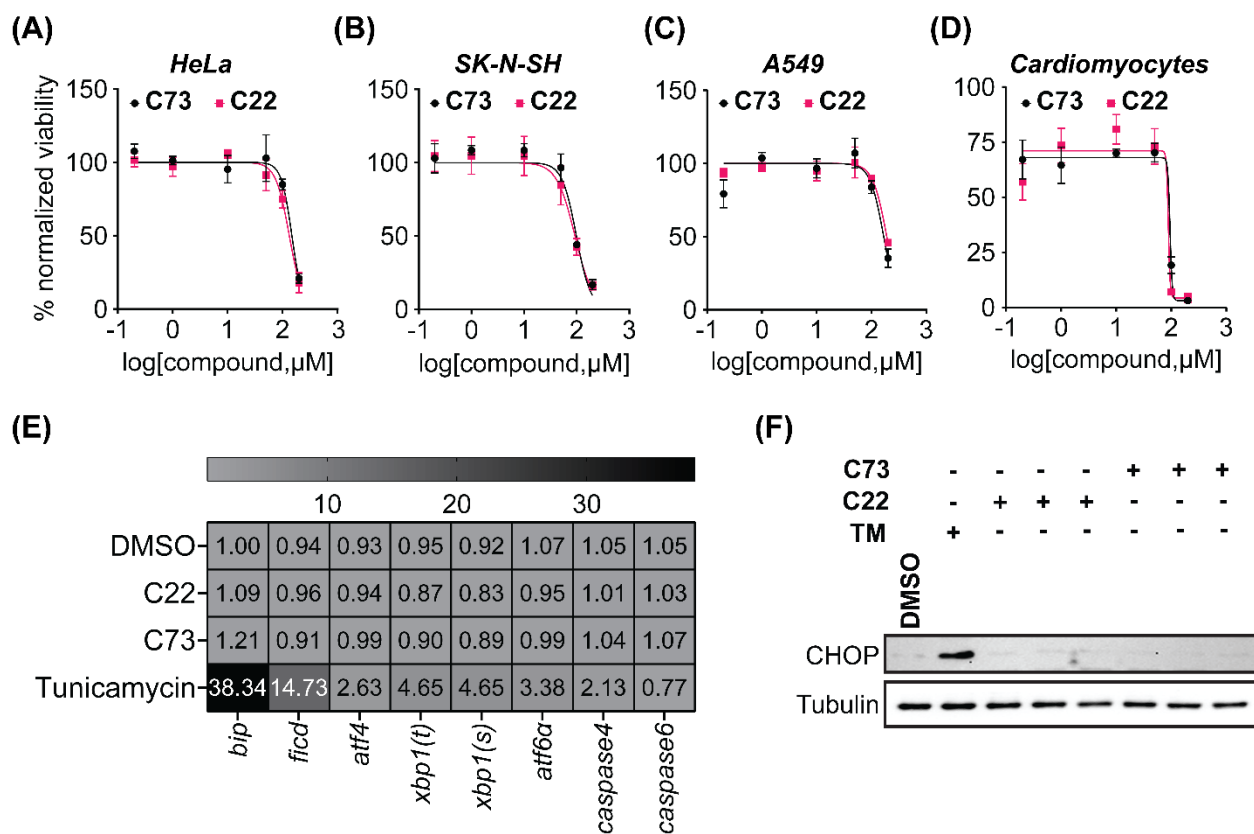 (A)
HeLa
C73
C22
% normalized viability
150
100
50
0
-1
0
1
2
3
log[compound,µM]
(B)
SK-N-SH
C73
C22
150
100
50
0
-1
0
1
2
3
log[compound,µM]
(C)
A549
C73
C22
150
100
50
0
-1
0
1
2
3
log[compound,µM]
(D)
Cardiomyocytes
C73
C22
100
75
50
25
0
-1
0
1
2
3
log[compound,µM]
(E)
10 20 30
DMSO 1.00 0.94 0.93 0.95 0.92 1.07 1.05 1.05
C22 1.09 0.96 0.94 0.87 0.83 0.95 1.01 1.03
C73 1.21 0.91 0.99 0.90 0.89 0.99 1.04 1.07
Tunicamycin 38.34 14.73 2.63 4.65 4.65 3.38 2.13 0.77
bip ficd atf4 xbp1(t) xbp1(s) atf6α caspase4 caspase6
(F)
C73 - - - - + + +
C22 - + + + - - -
TM + - - - - - -
DMSO
CHOP
Tubulin